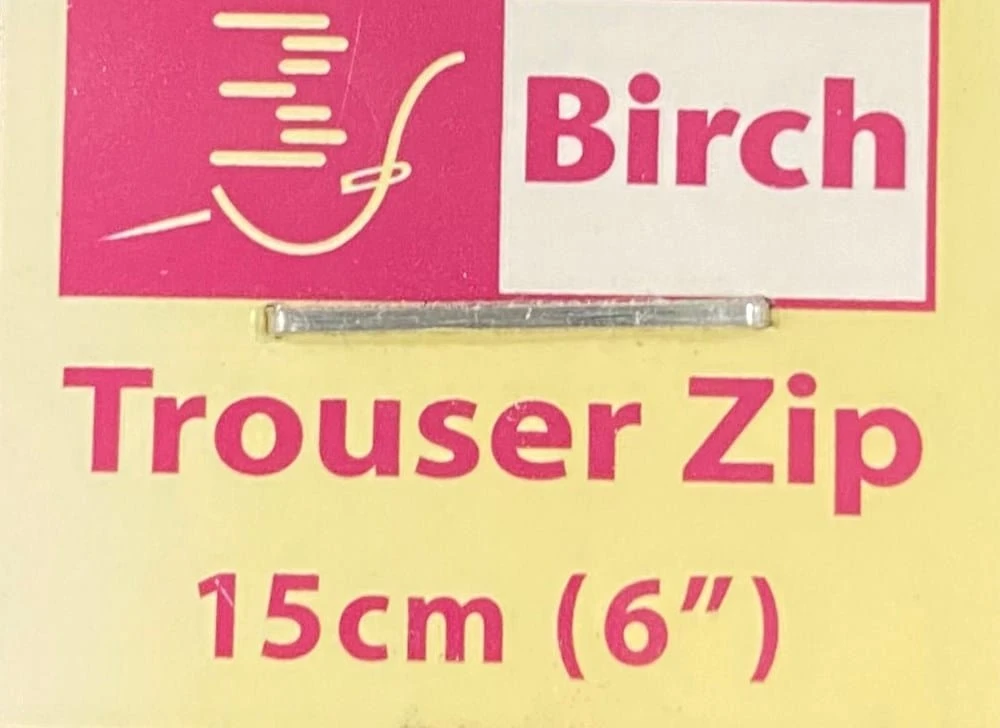 Birch
Trouser Zip
15cm (6″)